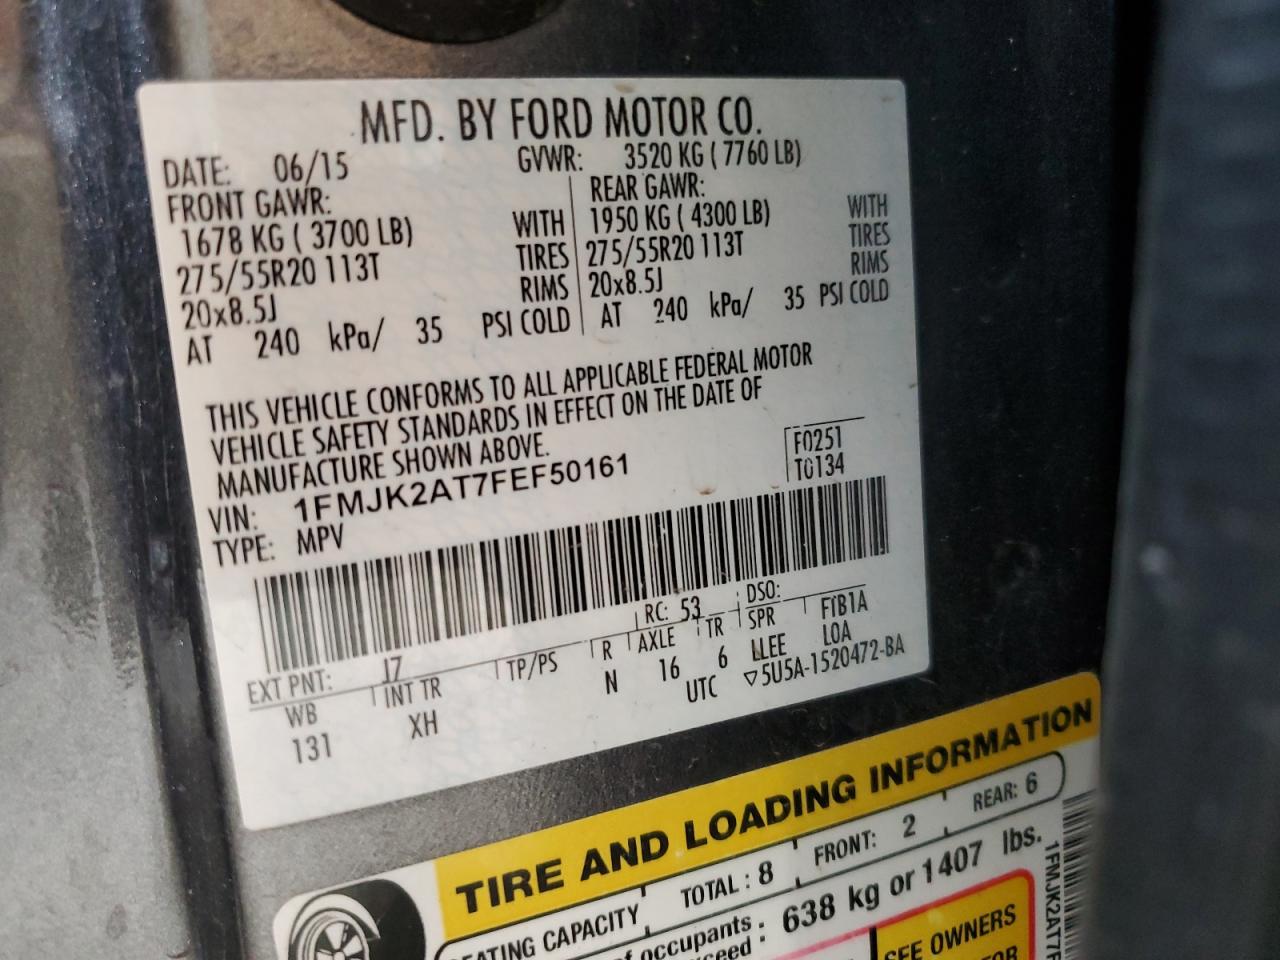 MFD. BY FORD MOTOR CO.
DATE: 06/15 GVWR: 3520 KG ( 7760 LB)
FRONT GAWR: REAR GAWR:
1678 KG ( 3700 LB) WITH 1950 KG ( 4300 LB) WITH
275/55R20 113T TIRES 275/55R20 113T TIRES
20x8.5J RIMS 20x8.5J RIMS
AT 240 kPa/ 35 PSI COLD AT 240 kPa/ 35 PSI COLD
THIS VEHICLE CONFORMS TO ALL APPLICABLE FEDERAL MOTOR
VEHICLE SAFETY STANDARDS IN EFFECT ON THE DATE OF
MANUFACTURE SHOWN ABOVE.
VIN: 1FMJK2AT7FEF50161 F0251
TYPE: MPV T0134
EXT PNT: J7 RC: 53 DSO:
WB INT TR TP/PS R AXLE TR SPR F1B1A
131 XH N 16 6 LLEE LOA
UTC ▽5U5A-1520472-BA
TIRE AND LOADING INFORMATION
SEATING CAPACITY TOTAL : 8 FRONT: 2 REAR: 6
of occupants : 638 kg or 1407 lbs.
SEE OWNERS
1FMJK2AT7F